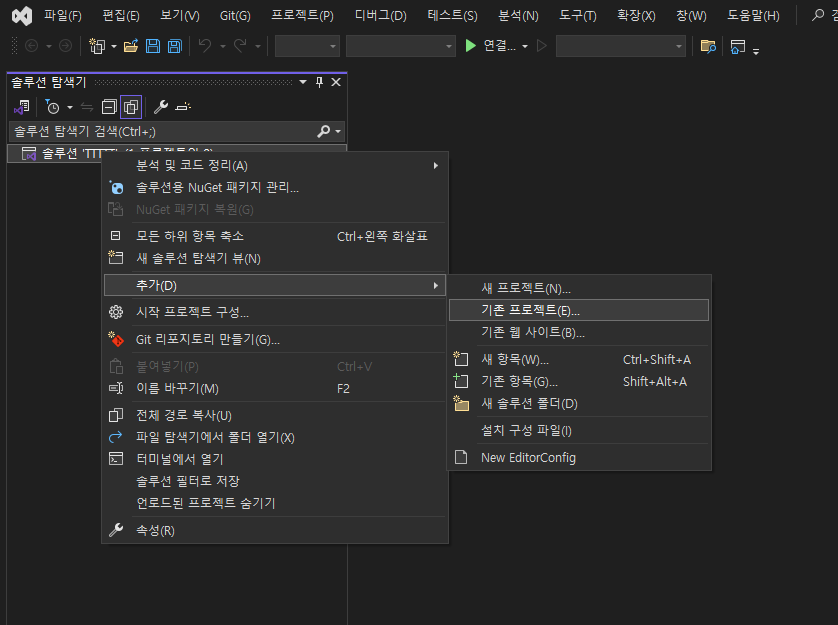 파일(F) 편집(E) 보기(V) Git(G) 프로젝트(P) 디버그(D) 테스트(S) 분석(N) 도구(T) 확장(X) 창(W) 도움말(H)
연결...
솔루션 탐색기
솔루션 탐색기 검색(Ctrl+;)
솔루션
분석 및 코드 정리(A)
솔루션용 NuGet 패키지 관리...
NuGet 패키지 복원(G)
모든 하위 항목 축소 Ctrl+왼쪽 화살표
새 솔루션 탐색기 뷰(N)
추가(D)
시작 프로젝트 구성...
Git 리포지토리 만들기(G)...
붙여넣기(P) Ctrl+V
이름 바꾸기(M) F2
전체 경로 복사(U)
파일 탐색기에서 폴더 열기(X)
터미널에서 열기
솔루션 필터로 저장
언로드된 프로젝트 숨기기
속성(R)
새 프로젝트(N)...
기존 프로젝트(E)...
기존 웹 사이트(B)...
새 항목(W)... Ctrl+Shift+A
기존 항목(G)... Shift+Alt+A
새 솔루션 폴더(D)
설치 구성 파일(I)
New EditorConfig